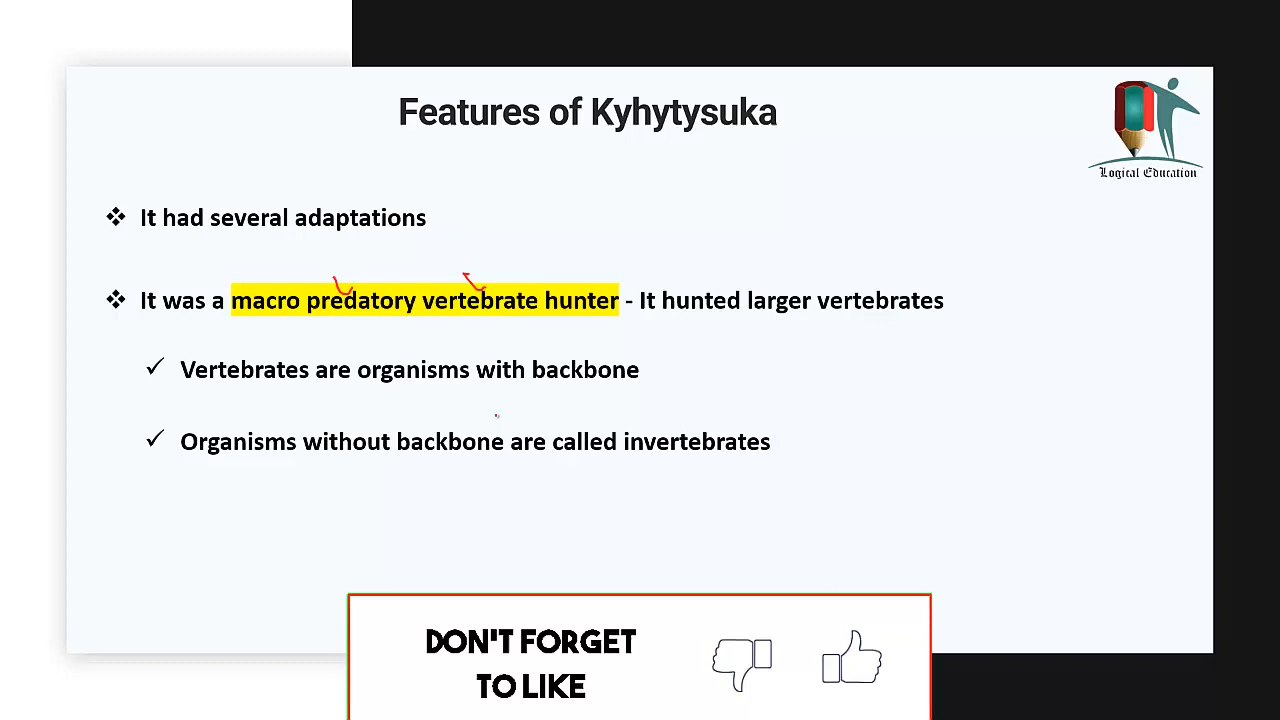 Features of Kyhytysuka
Logical Education
❖ It had several adaptations
❖ It was a macro predatory vertebrate hunter - It hunted larger vertebrates
✓ Vertebrates are organisms with backbone
✓ Organisms without backbone are called invertebrates
DON'T FORGET
TO LIKE